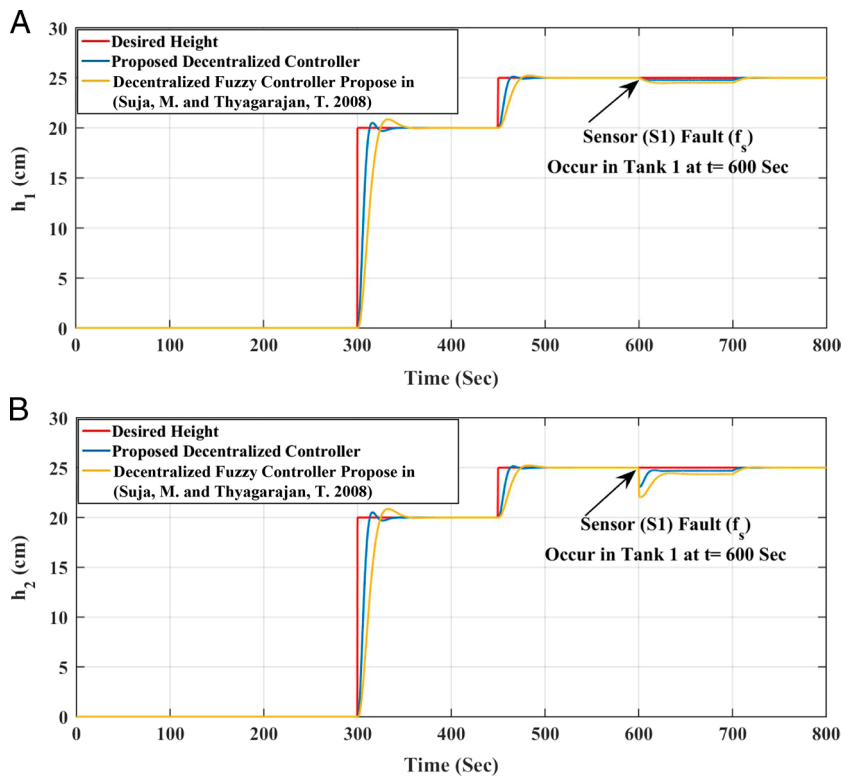 A
30
25
20
15
10
5
0
h1 (cm)
Desired Height
Proposed Decentralized Controller
Decentralized Fuzzy Controller Propose in
(Suja, M. and Thyagarajan, T. 2008)
Sensor (S1) Fault (fs)
Occur in Tank 1 at t= 600 Sec
0 100 200 300 400 500 600 700 800
Time (Sec)
B
30
25
20
15
10
5
0
h2 (cm)
Desired Height
Proposed Decentralized Controller
Decentralized Fuzzy Controller Propose in
(Suja, M. and Thyagarajan, T. 2008)
Sensor (S1) Fault (fs)
Occur in Tank 1 at t= 600 Sec
0 100 200 300 400 500 600 700 800
Time (Sec)